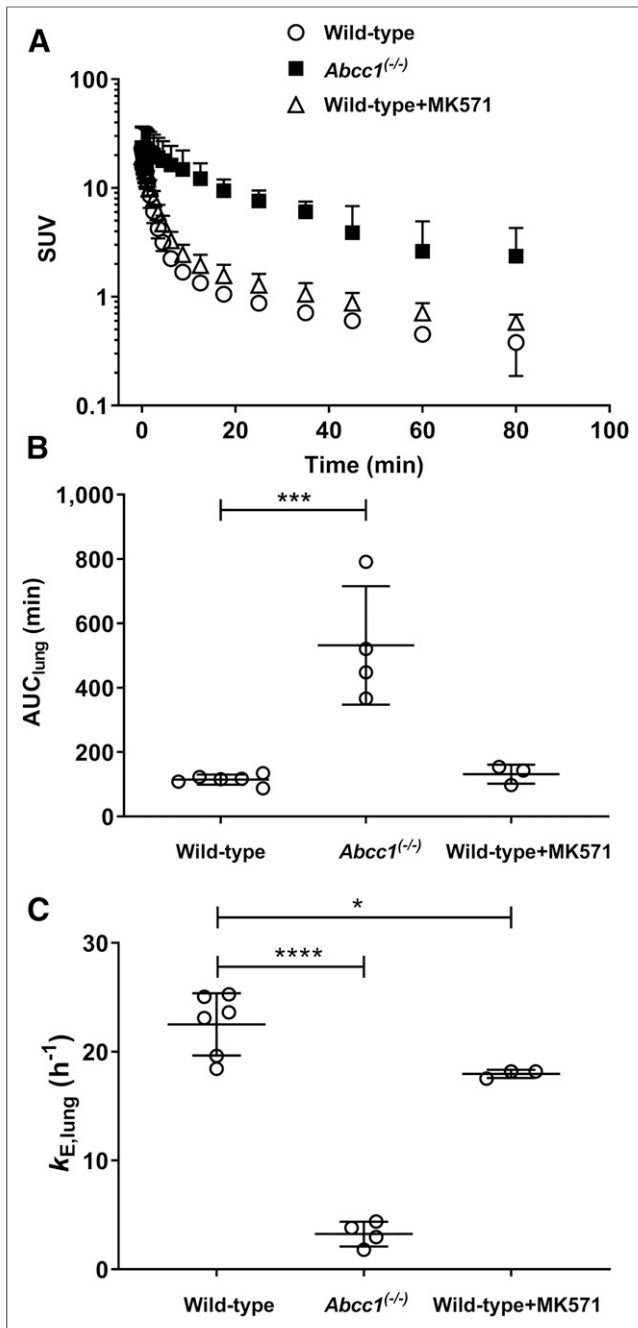 A
Wild-type
Abcc1(-/-)
Wild-type+MK571
100
10
1
0.1
SUV
0 20 40 60 80 100
Time (min)
B
1,000
800
600
400
200
0
AUClung (min)
***
Wild-type Abcc1(-/-) Wild-type+MK571
C
*
****
30
20
10
0
kE,lung (h-1)
Wild-type Abcc1(-/-) Wild-type+MK571